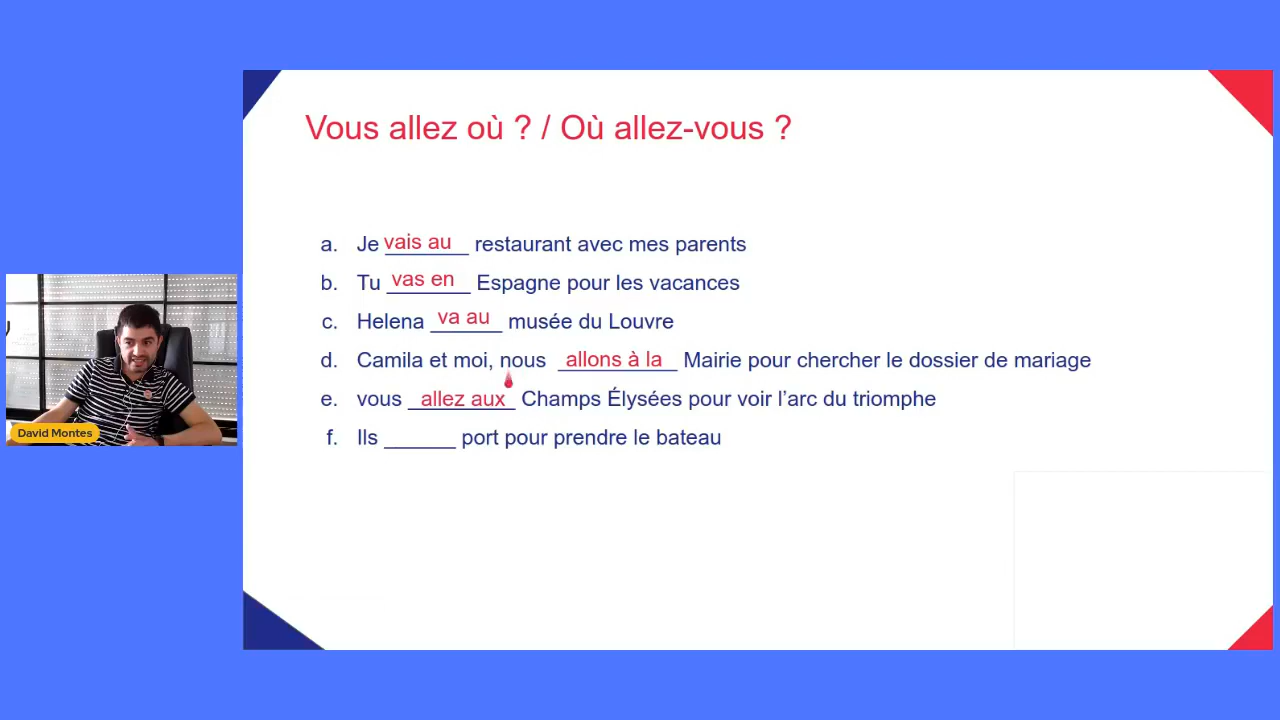 Vous allez où ? / Où allez-vous ?
a. Je vais au restaurant avec mes parents
b. Tu vas en Espagne pour les vacances
c. Helena va au musée du Louvre
d. Camila et moi, nous allons à la Mairie pour chercher le dossier de mariage
e. vous allez aux Champs Élysées pour voir l’arc du triomphe
f. Ils ______ port pour prendre le bateau
David Montes